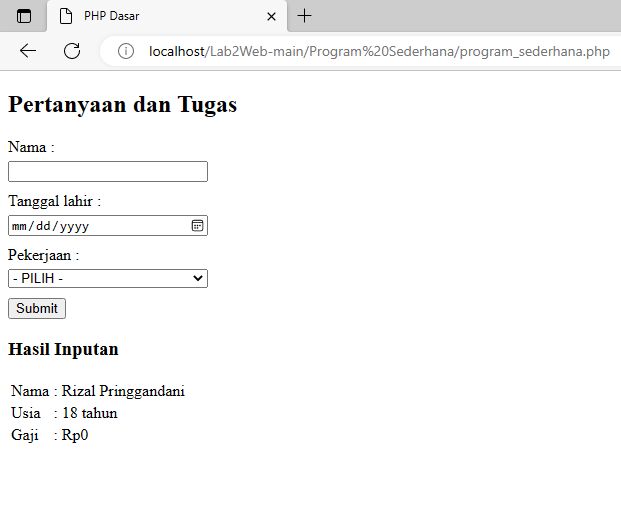 PHP Dasar
localhost/Lab2Web-main/Program%20Sederhana/program_sederhana.php
Pertanyaan dan Tugas
Nama :
Tanggal lahir :
mm/dd/yyyy
Pekerjaan :
- PILIH -
Submit
Hasil Inputan
Nama : Rizal Pringgandani
Usia : 18 tahun
Gaji : Rp0